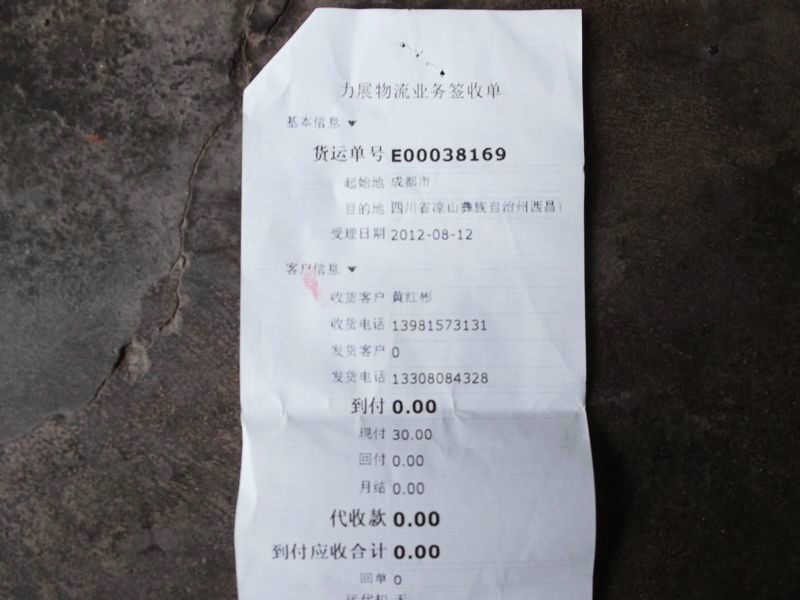 力展物流业务签收单
基本信息
货运单号 E00038169
起始地 成都市
目的地 四川省凉山彝族自治州西昌
受理日期 2012-08-12
客户信息
收货客户 黄红彬
收货电话 13981573131
发货客户 0
发货电话 13308084328
到付 0.00
现付 30.00
回付 0.00
月结 0.00
代收款 0.00
到付应收合计 0.00
回单 0